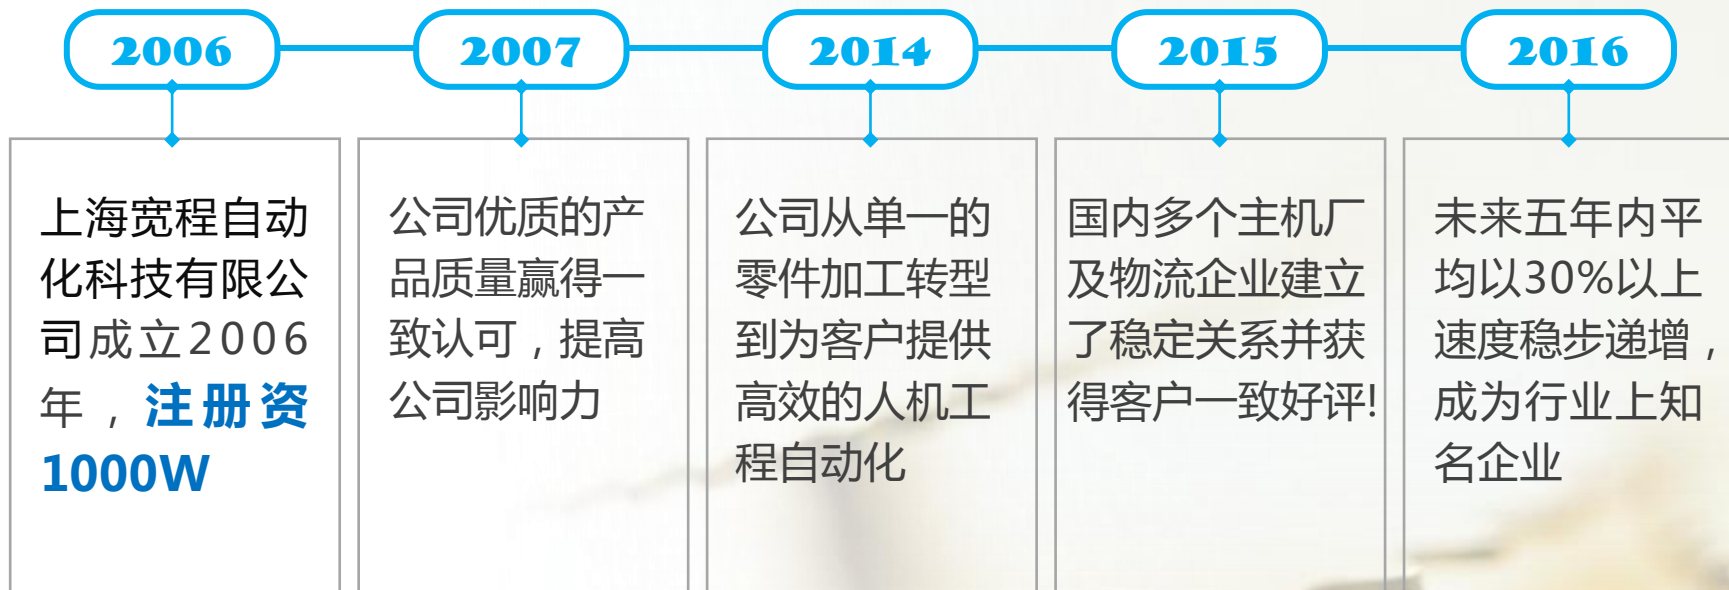 2006
2007
2014
2015
2016
上海宽程自动
化科技有限公
司成立2006
年，注册资
1000W
公司优质的产
品质量赢得一
致认可，提高
公司影响力
公司从单一的
零件加工转型
到为客户提供
高效的人机工
程自动化
国内多个主机厂
及物流企业建立
了稳定关系并获
得客户一致好评!
未来五年内平
均以30%以上
速度稳步递增，
成为行业上知
名企业